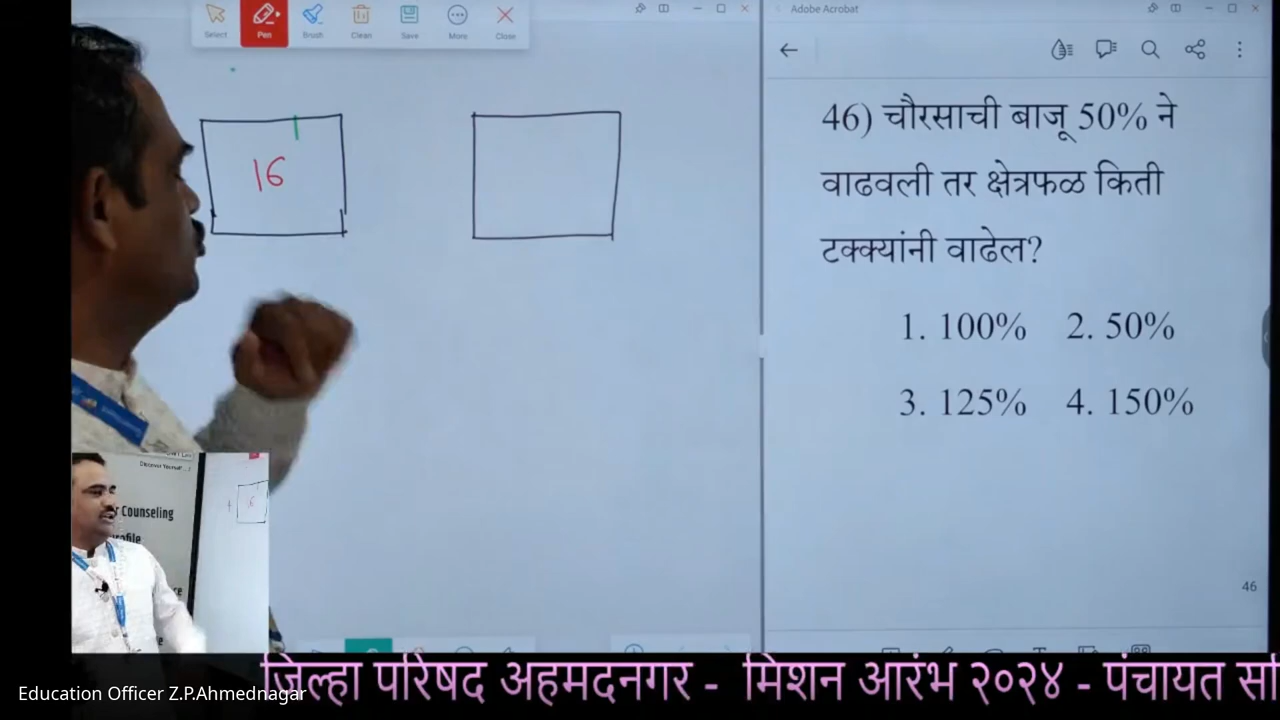 Select Pen Brush Clean Save More Close
Adobe Acrobat
16
46) चौरसाची बाजू 50% ने
वाढवली तर क्षेत्रफळ किती
टक्क्यांनी वाढेल?
1. 100% 2. 50%
3. 125% 4. 150%
46
Counseling
जिल्हा परिषद अहमदनगर - मिशन आरंभ २०२४ - पंचायत
Education Officer Z.P.Ahmednagar